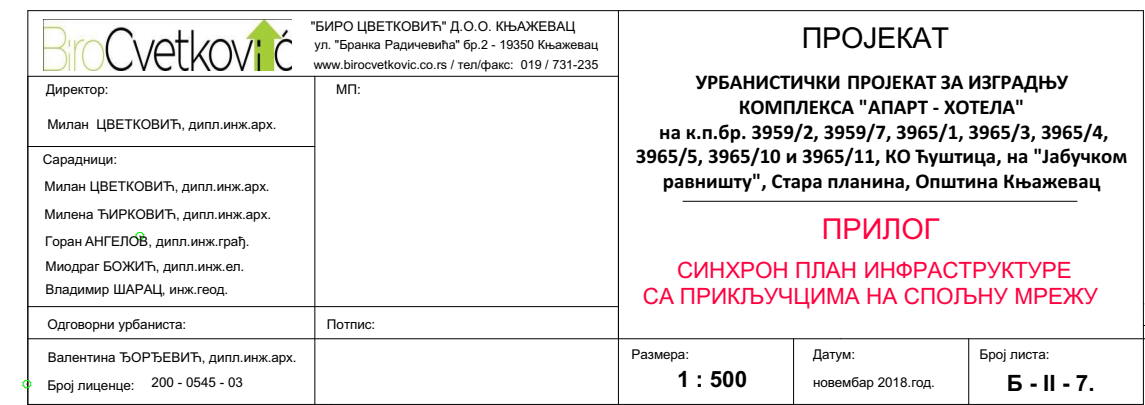 BiroCvetković
"БИРО ЦВЕТКОВИЋ" Д.О.О. КЊАЖЕВАЦ
ул. "Бранка Радичевића" бр.2 - 19350 Књажевац
www.birocvetkovic.co.rs / тел/факс: 019 / 731-235
Директор:
Милан ЦВЕТКОВИЋ, дипл.инж.арх.
МП:
Сарадници:
Милан ЦВЕТКОВИЋ, дипл.инж.арх.
Милена ЋИРКОВИЋ, дипл.инж.арх.
Горан АНГЕЛОВ, дипл.инж.грађ.
Миодраг БОЖИЋ, дипл.инж.ел.
Владимир ШАРАЦ, инж.геод.
Одговорни урбаниста:
Потпис:
Валентина ЂОРЂЕВИЋ, дипл.инж.арх.
Број лиценце: 200 - 0545 - 03
ПРОЈЕКАТ
УРБАНИСТИЧКИ ПРОЈЕКАТ ЗА ИЗГРАДЊУ
КОМПЛЕКСА "АПАРТ - ХОТЕЛА"
на к.п.бр. 3959/2, 3959/7, 3965/1, 3965/3, 3965/4,
3965/5, 3965/10 и 3965/11, КО Ћуштица, на "Јабучком
равништу", Стара планина, Општина Књажевац
ПРИЛОГ
СИНХРОН ПЛАН ИНФРАСТРУКТУРЕ
СА ПРИКЉУЧЦИМА НА СПОЉНУ МРЕЖУ
Размера:
1 : 500
Датум:
новембар 2018.год.
Број листа:
Б - II - 7.